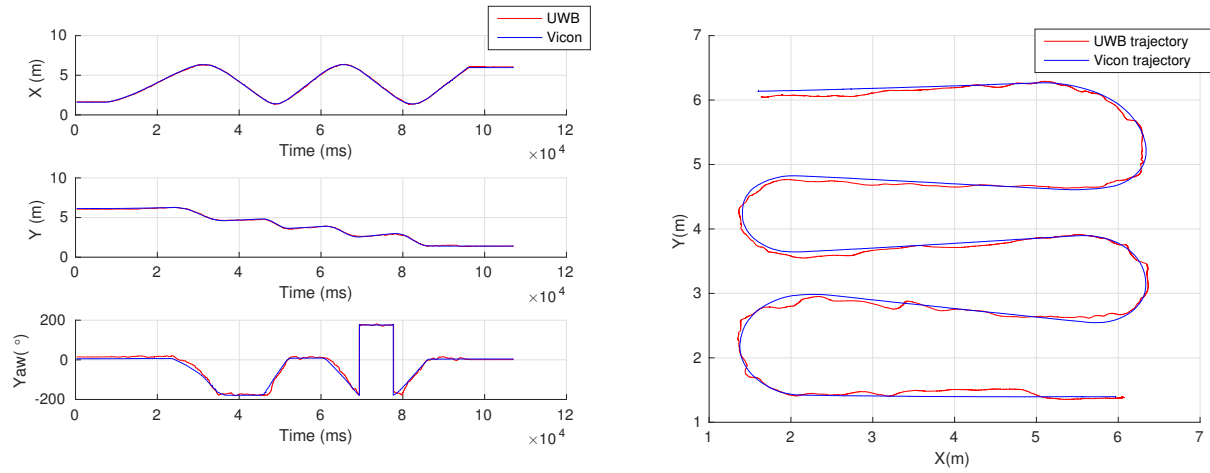 UWB
Vicon
10
5
0
X (m)
0 2 4 6 8 10 12
Time (ms)
×10^4
10
5
0
Y (m)
0 2 4 6 8 10 12
Time (ms)
×10^4
200
0
-200
Yaw( °)
0 2 4 6 8 10 12
Time (ms)
×10^4
UWB trajectory
Vicon trajectory
7
6
5
4
3
2
1
Y(m)
1 2 3 4 5 6 7
X(m)